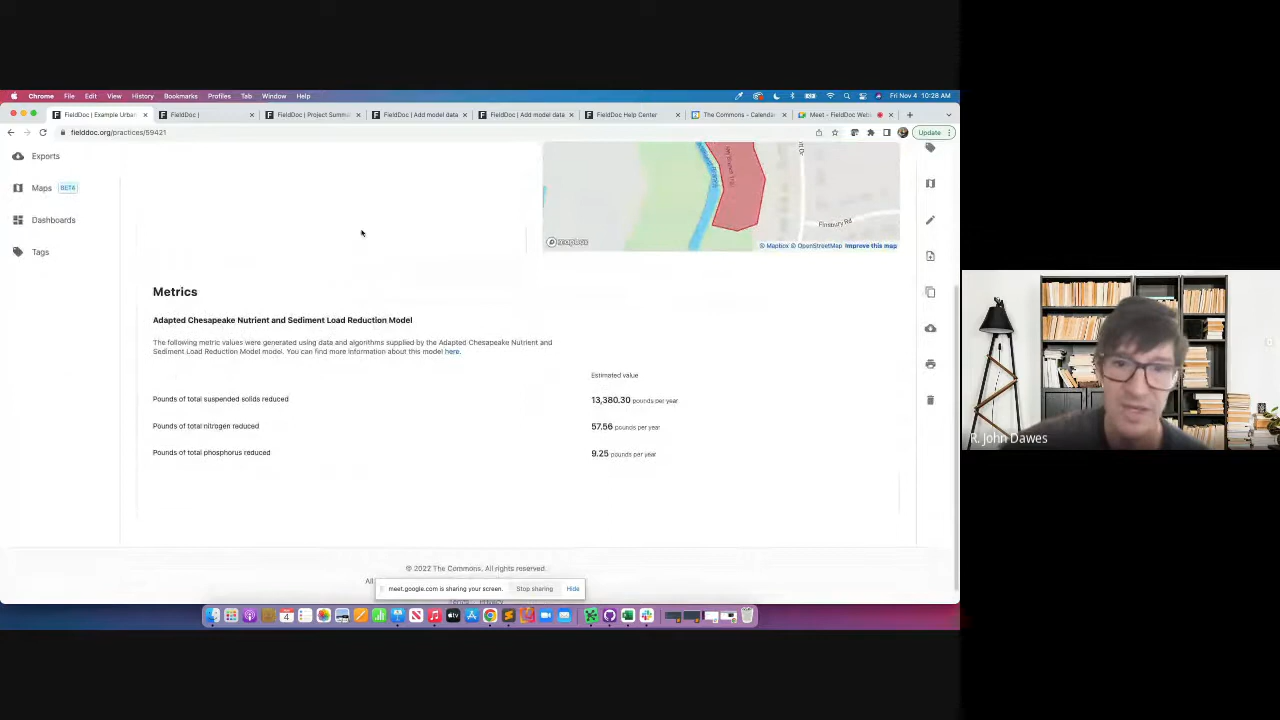 Chrome File Edit View History Bookmarks Profiles Tab Window Help Fri Nov 4 10:28 AM
FieldDoc | Example Urban FieldDoc | FieldDoc | Project Summa FieldDoc | Add model data FieldDoc | Add model data FieldDoc Help Center The Commons - Calenda Meet - FieldDoc Web
fielddoc.org/practices/59421 Update
Exports
Maps BETA
Dashboards
Tags
Finsbury Rd
mapbox
© Mapbox © OpenStreetMap Improve this map
Metrics
Adapted Chesapeake Nutrient and Sediment Load Reduction Model
The following metric values were generated using data and algorithms supplied by the Adapted Chesapeake Nutrient and
Sediment Load Reduction Model model. You can find more information about this model here.
Estimated value
Pounds of total suspended solids reduced 13,380.30 pounds per year
Pounds of total nitrogen reduced 57.56 pounds per year
Pounds of total phosphorus reduced 9.25 pounds per year
© 2022 The Commons. All rights reserved.
All
meet.google.com is sharing your screen. Stop sharing Hide
Terms Privacy
R. John Dawes